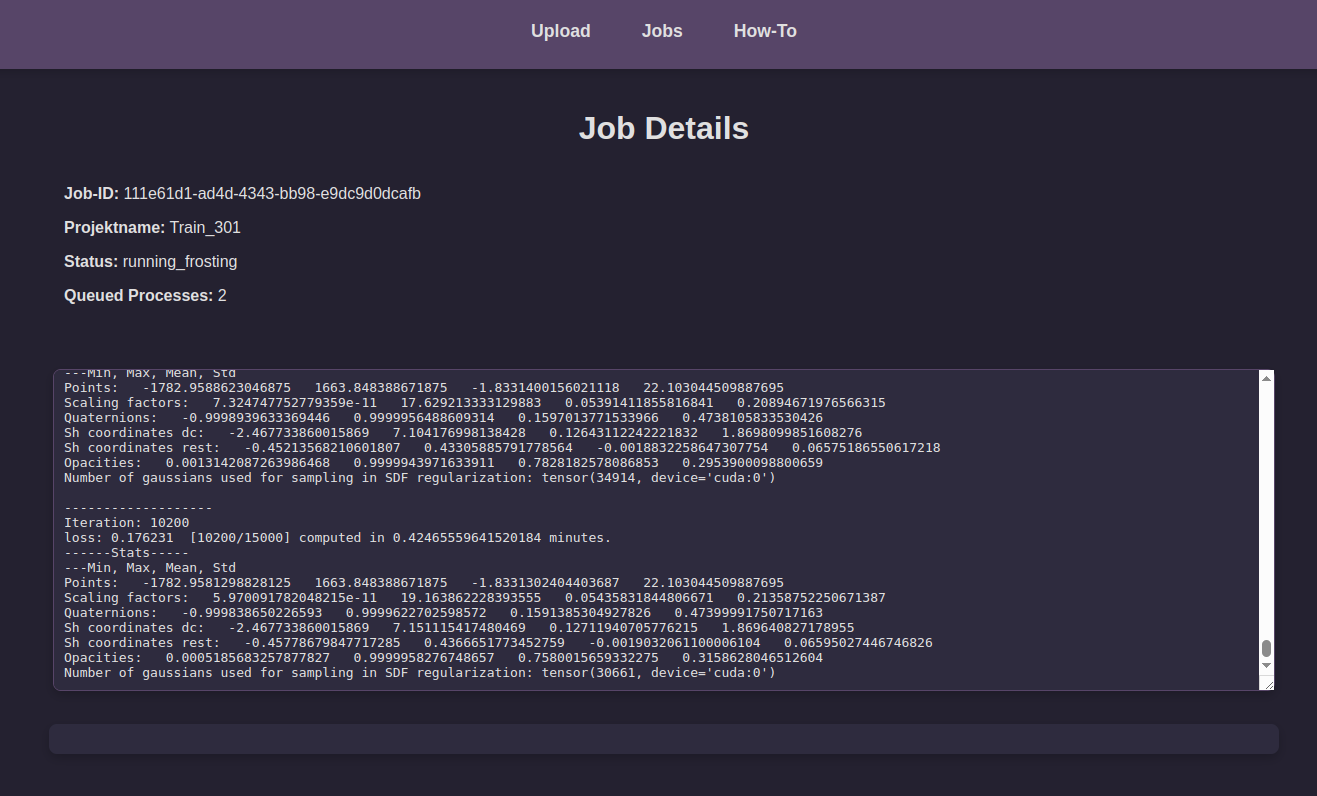 Upload Jobs How-To
Job Details
Job-ID: 111e61d1-ad4d-4343-bb98-e9dc9d0dcafb
Projektname: Train_301
Status: running_frosting
Queued Processes: 2
---Min, Max, Mean, Std
Points:   -1782.9588623046875   1663.848388671875   -1.8331400156021118   22.103044509887695
Scaling factors:   7.324747752779359e-11   17.629213333129883   0.05391411855816841   0.20894671976566315
Quaternions:   -0.9998939633369446   0.9999956488609314   0.1597013771533966   0.4738105833530426
Sh coordinates dc:   -2.467733860015869   7.104176998138428   0.12643112242221832   1.8698099851608276
Sh coordinates rest:   -0.45213568210601807   0.43305885791778564   -0.0018832258647307754   0.06575186550617218
Opacities:   0.0013142087263986468   0.9999943971633911   0.7828182578086853   0.2953900098800659
Number of gaussians used for sampling in SDF regularization: tensor(34914, device='cuda:0')
-------------------
Iteration: 10200
loss: 0.176231  [10200/15000] computed in 0.42465559641520184 minutes.
------Stats-----
---Min, Max, Mean, Std
Points:   -1782.9581298828125   1663.848388671875   -1.8331302404403687   22.103044509887695
Scaling factors:   5.970091782048215e-11   19.163862228393555   0.05435831844806671   0.21358752250671387
Quaternions:   -0.999838650226593   0.9999622702598572   0.1591385304927826   0.47399991750717163
Sh coordinates dc:   -2.467733860015869   7.151115417480469   0.12711940705776215   1.869640827178955
Sh coordinates rest:   -0.45778679847717285   0.4366651773452759   -0.0019032061100006104   0.06595027446746826
Opacities:   0.0005185683257877827   0.9999958276748657   0.7580015659332275   0.3158628046512604
Number of gaussians used for sampling in SDF regularization: tensor(30661, device='cuda:0')